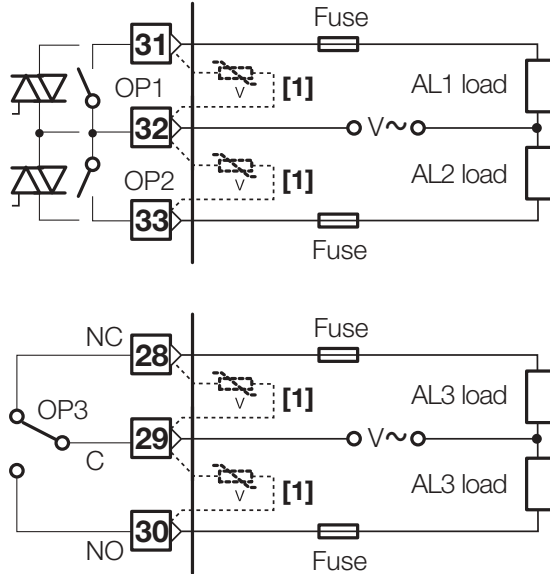 Fuse
31
OP1
[1]
AL1 load
32
V~
V
[1]
AL2 load
OP2
V
33
Fuse
Fuse
NC
28
OP3
V
[1]
AL3 load
29
V~
C
V
[1]
AL3 load
30
NO
Fuse